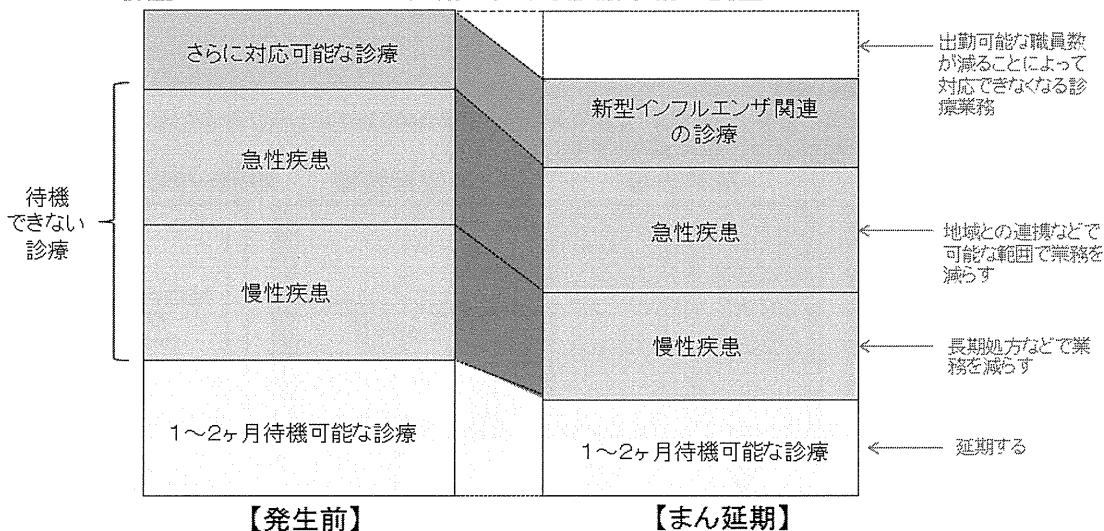 さらに対応可能な診療
急性疾患
慢性疾患
1〜2ヶ月待機可能な診療
待機
できない
診療
【発生前】
新型インフルエンザ関連
の診療
急性疾患
慢性疾患
1〜2ヶ月待機可能な診療
【まん延期】
出勤可能な職員数
が減ることによって
対応できなくなる診
療業務
地域との連携などで
可能な範囲で業務を
減らす
長期処方などで業
務を減らす
延期する